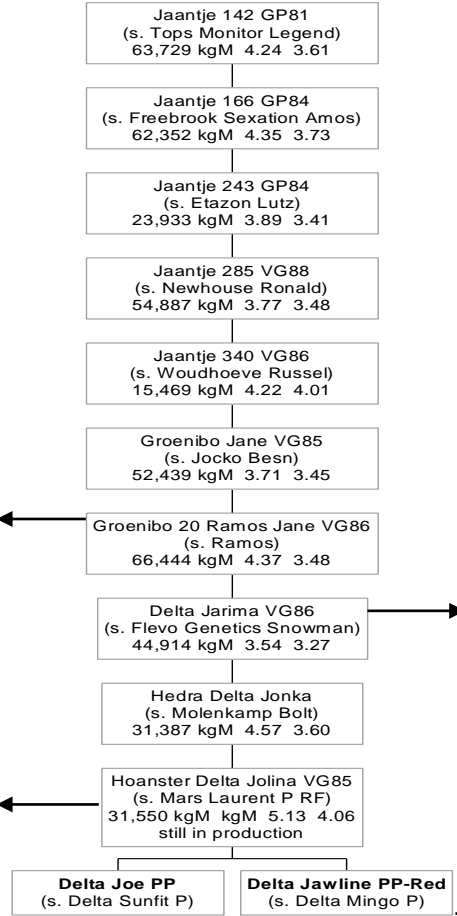 Jaantje 142 GP81
(s. Tops Monitor Legend)
63,729 kgM 4.24 3.61
Jaantje 166 GP84
(s. Freebrook Sexation Amos)
62,352 kgM 4.35 3.73
Jaantje 243 GP84
(s. Etazon Lutz)
23,933 kgM 3.89 3.41
Jaantje 285 VG88
(s. Newhouse Ronald)
54,887 kgM 3.77 3.48
Jaantje 340 VG86
(s. Woudhoeve Russel)
15,469 kgM 4.22 4.01
Groenibo Jane VG85
(s. Jocko Besn)
52,439 kgM 3.71 3.45
Groenibo 20 Ramos Jane VG86
(s. Ramos)
66,444 kgM 4.37 3.48
Delta Jarima VG86
(s. Flevo Genetics Snowman)
44,914 kgM 3.54 3.27
Hedra Delta Jonka
(s. Molenkamp Bolt)
31,387 kgM 4.57 3.60
Hoanster Delta Jolina VG85
(s. Mars Laurent P RF)
31,550 kgM kgM 5.13 4.06
still in production
Delta Joe PP
(s. Delta Sunfit P)
Delta Jawline PP-Red
(s. Delta Mingo P)
.